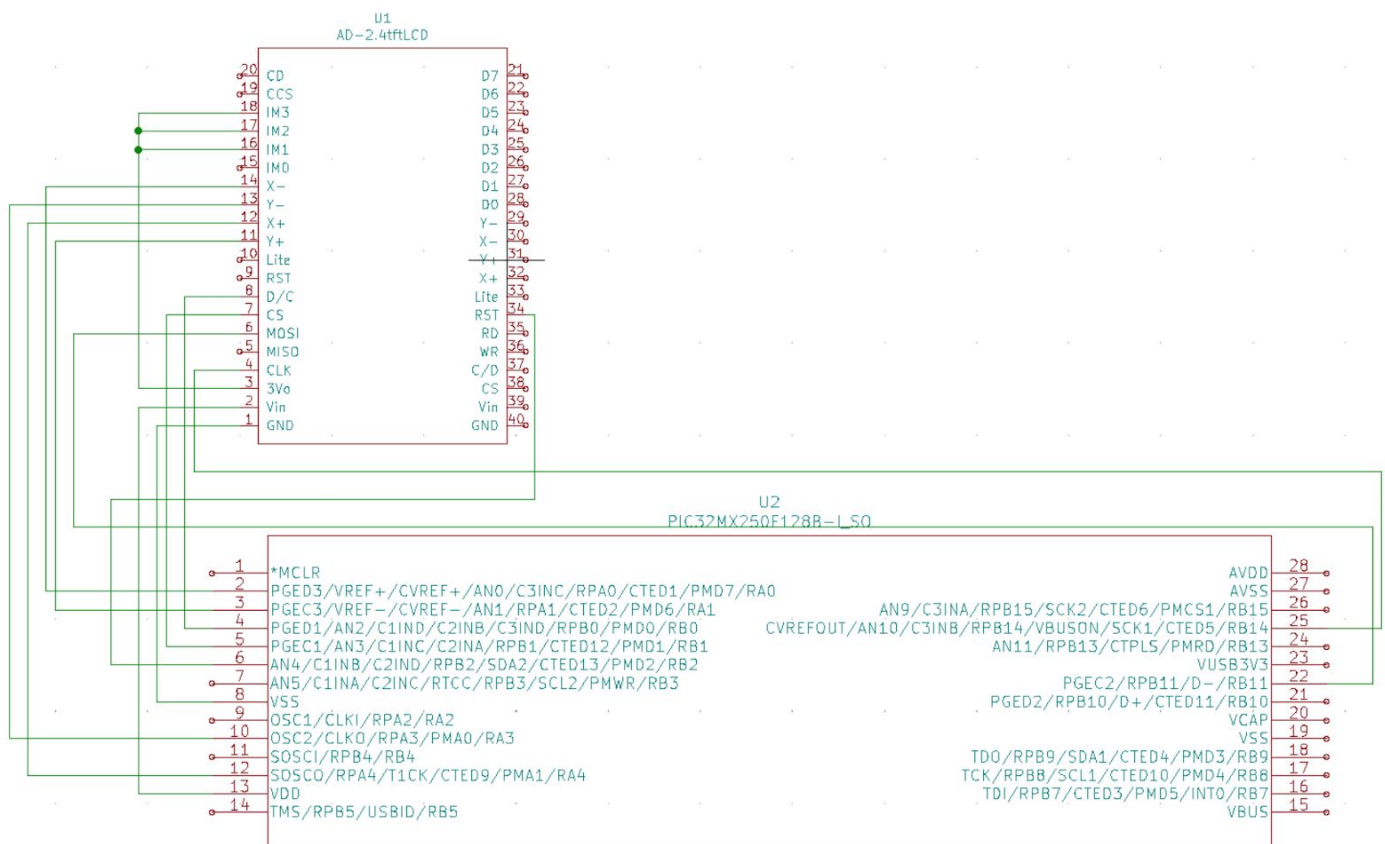 U1
AD-2.4tftLCD
20 CD D7 21
19 CCS D6 22
18 IM3 D5 23
17 IM2 D4 24
16 IM1 D3 25
15 IM0 D2 26
14 X- D1 27
13 Y- D0 28
12 X+ Y- 29
11 Y+ X- 30
10 Lite Y+ 31
9 RST X+ 32
8 D/C Lite 33
7 CS RST 34
6 MOSI RD 35
5 MISO WR 36
4 CLK C/D 37
3 3Vo CS 38
2 Vin Vin 39
1 GND GND 40
U2
PIC32MX250F128B-I_SO
1 *MCLR AVDD 28
2 PGED3/VREF+/CVREF+/AN0/C3INC/RPA0/CTED1/PMD7/RA0 AVSS 27
3 PGEC3/VREF-/CVREF-/AN1/RPA1/CTED2/PMD6/RA1 AN9/C3INA/RPB15/SCK2/CTED6/PMCS1/RB15 26
4 PGED1/AN2/C1IND/C2INB/C3IND/RPB0/PMD0/RB0 CVREFOUT/AN10/C3INB/RPB14/VBUSON/SCK1/CTED5/RB14 25
5 PGEC1/AN3/C1INC/C2INA/RPB1/CTED12/PMD1/RB1 AN11/RPB13/CTPLS/PMRD/RB13 24
6 AN4/C1INB/C2IND/RPB2/SDA2/CTED13/PMD2/RB2 VUSB3V3 23
7 AN5/C1INA/C2INC/RTCC/RPB3/SCL2/PMWR/RB3 PGEC2/RPB11/D-/RB11 22
8 VSS PGED2/RPB10/D+/CTED11/RB10 21
9 OSC1/CLKI/RPA2/RA2 VCAP 20
10 OSC2/CLKO/RPA3/PMA0/RA3 VSS 19
11 SOSCI/RPB4/RB4 TDO/RPB9/SDA1/CTED4/PMD3/RB9 18
12 SOSCO/RPA4/T1CK/CTED9/PMA1/RA4 TCK/RPB8/SCL1/CTED10/PMD4/RB8 17
13 VDD TDI/RPB7/CTED3/PMD5/INT0/RB7 16
14 TMS/RPB5/USBID/RB5 VBUS 15